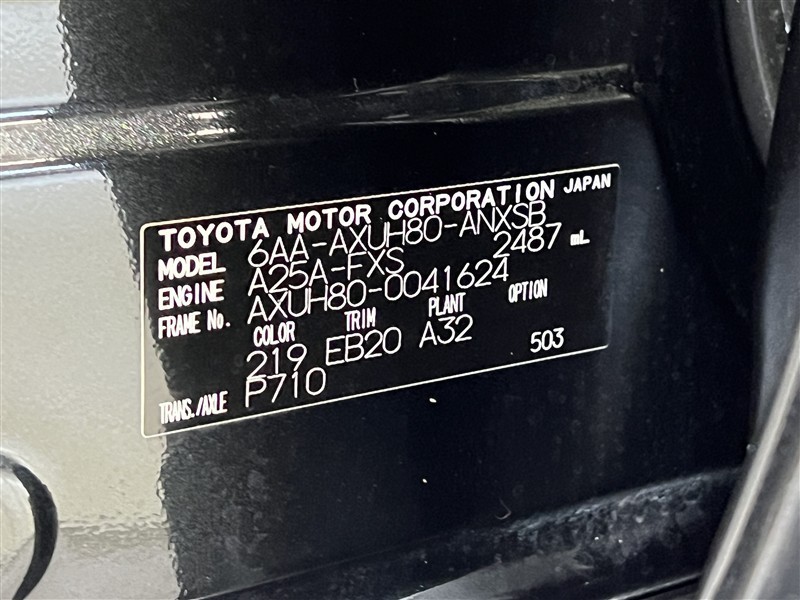 TOYOTA MOTOR CORPORATION JAPAN
MODEL 6AA-AXUH80-ANXSB
ENGINE A25A-FXS 2487 mL
FRAME No. AXUH80-0041624
COLOR TRIM PLANT OPTION
219 EB20 A32
TRANS./AXLE P710 503